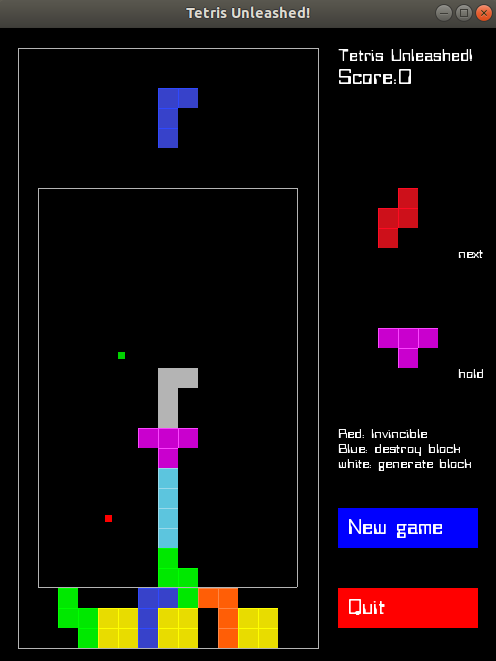 Tetris Unleashed!
Tetris Unleashed!
Score:0
next
hold
Red: Invincible
Blue: destroy block
white: generate block
New game
Quit